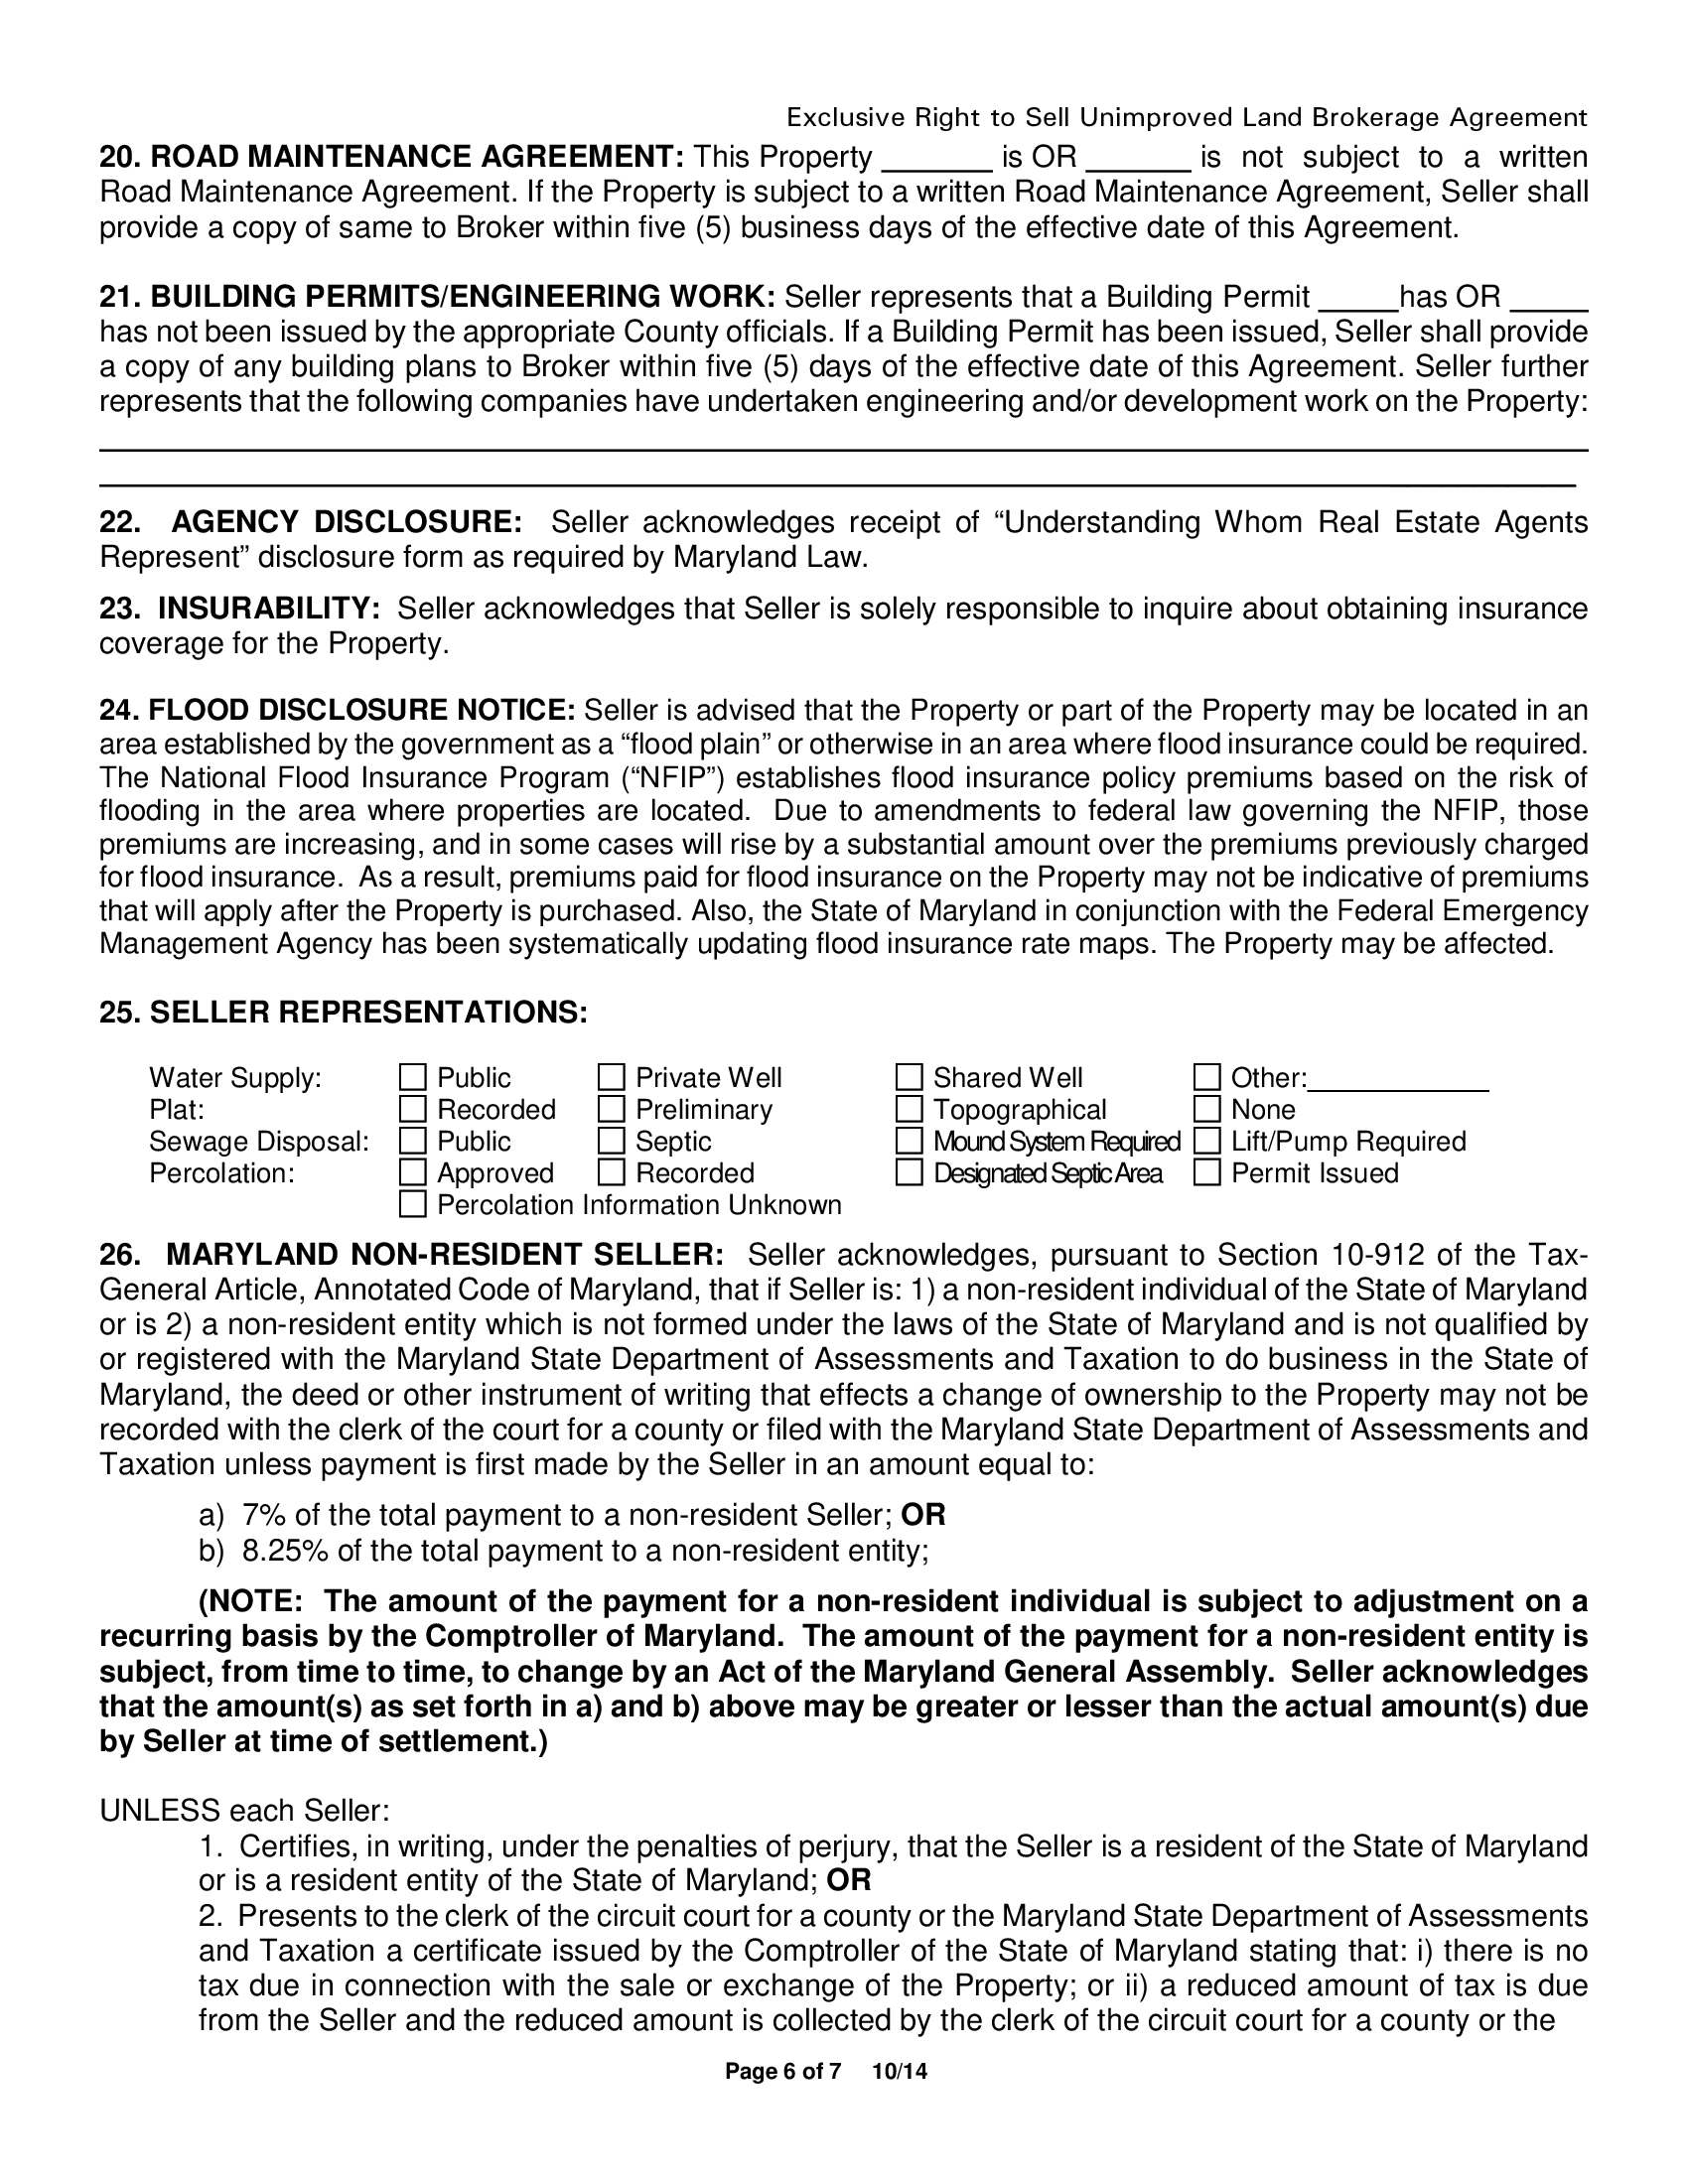 Exclusive Right to Sell Unimproved Land Brokerage Agreement
20. ROAD MAINTENANCE AGREEMENT: This Property _______ is OR _______ is not subject to a written
Road Maintenance Agreement. If the Property is subject to a written Road Maintenance Agreement, Seller shall
provide a copy of same to Broker within five (5) business days of the effective date of this Agreement.
21. BUILDING PERMITS/ENGINEERING WORK: Seller represents that a Building Permit _____has OR _____
has not been issued by the appropriate County officials. If a Building Permit has been issued, Seller shall provide
a copy of any building plans to Broker within five (5) days of the effective date of this Agreement. Seller further
represents that the following companies have undertaken engineering and/or development work on the Property:
22. AGENCY DISCLOSURE: Seller acknowledges receipt of “Understanding Whom Real Estate Agents
Represent” disclosure form as required by Maryland Law.
23. INSURABILITY: Seller acknowledges that Seller is solely responsible to inquire about obtaining insurance
coverage for the Property.
24. FLOOD DISCLOSURE NOTICE: Seller is advised that the Property or part of the Property may be located in an
area established by the government as a “flood plain” or otherwise in an area where flood insurance could be required.
The National Flood Insurance Program (“NFIP”) establishes flood insurance policy premiums based on the risk of
flooding in the area where properties are located. Due to amendments to federal law governing the NFIP, those
premiums are increasing, and in some cases will rise by a substantial amount over the premiums previously charged
for flood insurance. As a result, premiums paid for flood insurance on the Property may not be indicative of premiums
that will apply after the Property is purchased. Also, the State of Maryland in conjunction with the Federal Emergency
Management Agency has been systematically updating flood insurance rate maps. The Property may be affected.
25. SELLER REPRESENTATIONS:
Water Supply: ☐ Public ☐ Private Well ☐ Shared Well ☐ Other:____________
Plat: ☐ Recorded ☐ Preliminary ☐ Topographical ☐ None
Sewage Disposal: ☐ Public ☐ Septic ☐ Mound System Required ☐ Lift/Pump Required
Percolation: ☐ Approved ☐ Recorded ☐ Designated Septic Area ☐ Permit Issued
☐ Percolation Information Unknown
26. MARYLAND NON-RESIDENT SELLER: Seller acknowledges, pursuant to Section 10-912 of the Tax-
General Article, Annotated Code of Maryland, that if Seller is: 1) a non-resident individual of the State of Maryland
or is 2) a non-resident entity which is not formed under the laws of the State of Maryland and is not qualified by
or registered with the Maryland State Department of Assessments and Taxation to do business in the State of
Maryland, the deed or other instrument of writing that effects a change of ownership to the Property may not be
recorded with the clerk of the court for a county or filed with the Maryland State Department of Assessments and
Taxation unless payment is first made by the Seller in an amount equal to:
a) 7% of the total payment to a non-resident Seller; OR
b) 8.25% of the total payment to a non-resident entity;
(NOTE: The amount of the payment for a non-resident individual is subject to adjustment on a
recurring basis by the Comptroller of Maryland. The amount of the payment for a non-resident entity is
subject, from time to time, to change by an Act of the Maryland General Assembly. Seller acknowledges
that the amount(s) as set forth in a) and b) above may be greater or lesser than the actual amount(s) due
by Seller at time of settlement.)
UNLESS each Seller:
1. Certifies, in writing, under the penalties of perjury, that the Seller is a resident of the State of Maryland
or is a resident entity of the State of Maryland; OR
2. Presents to the clerk of the circuit court for a county or the Maryland State Department of Assessments
and Taxation a certificate issued by the Comptroller of the State of Maryland stating that: i) there is no
tax due in connection with the sale or exchange of the Property; or ii) a reduced amount of tax is due
from the Seller and the reduced amount is collected by the clerk of the circuit court for a county or the
Page 6 of 7 10/14